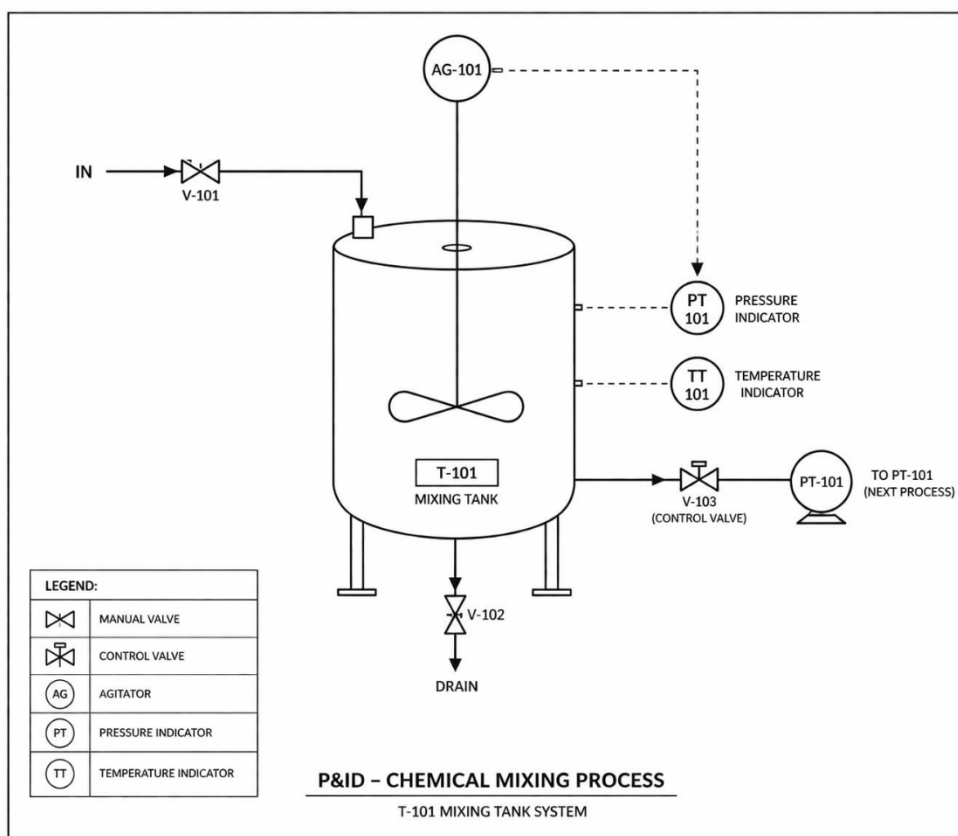 AG-101
IN
V-101
PT
101
PRESSURE
INDICATOR
TT
101
TEMPERATURE
INDICATOR
T-101
MIXING TANK
V-103
(CONTROL VALVE)
PT-101
TO PT-101
(NEXT PROCESS)
V-102
DRAIN
LEGEND:
MANUAL VALVE
CONTROL VALVE
AG AGITATOR
PT PRESSURE INDICATOR
TT TEMPERATURE INDICATOR
P&ID – CHEMICAL MIXING PROCESS
T-101 MIXING TANK SYSTEM